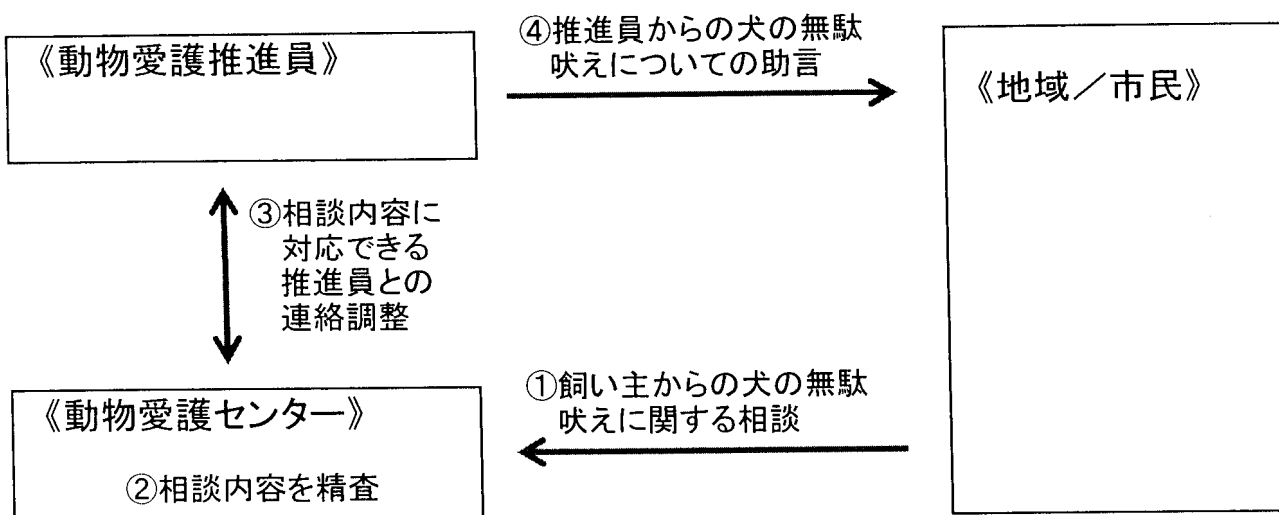 《動物愛護推進員》
④推進員からの犬の無駄
吠えについての助言
《地域／市民》
③相談内容に
対応できる
推進員との
連絡調整
①飼い主からの犬の無駄
吠えに関する相談
《動物愛護センター》
②相談内容を精査